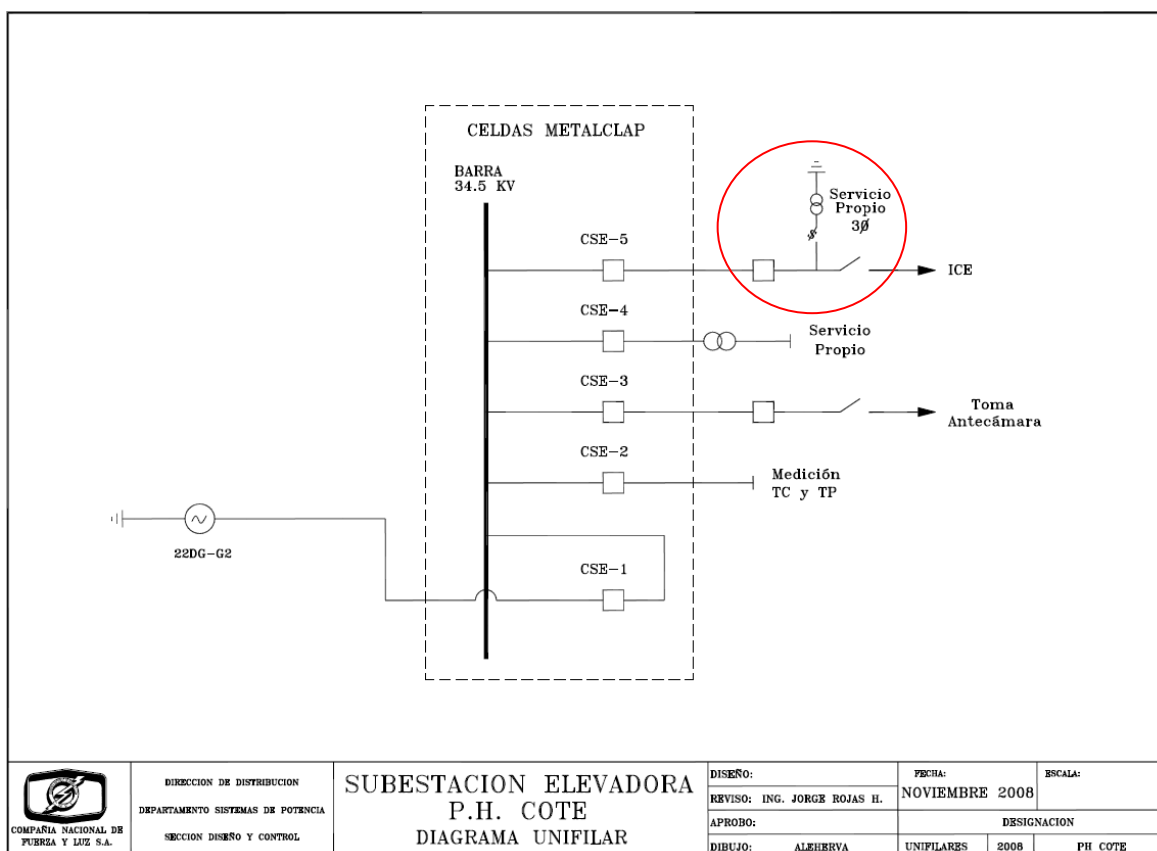 CELDAS METALCLAP
BARRA
34.5 KV
Servicio
Propio
3Ø
CSE-5
ICE
CSE-4
Servicio
Propio
CSE-3
Toma
Antecámara
CSE-2
Medición
TC y TP
22DG-G2
CSE-1
COMPAÑIA NACIONAL DE
FUERZA Y LUZ S.A.
DIRECCION DE DISTRIBUCION
DEPARTAMENTO SISTEMAS DE POTENCIA
SECCION DISEÑO Y CONTROL
SUBESTACION ELEVADORA
P.H. COTE
DIAGRAMA UNIFILAR
DISEÑO:
REVISO: ING. JORGE ROJAS H.
APROBO:
DIBUJO: ALEHERVA
FECHA:
NOVIEMBRE 2008
ESCALA:
DESIGNACION
UNIFILARES 2008 PH COTE